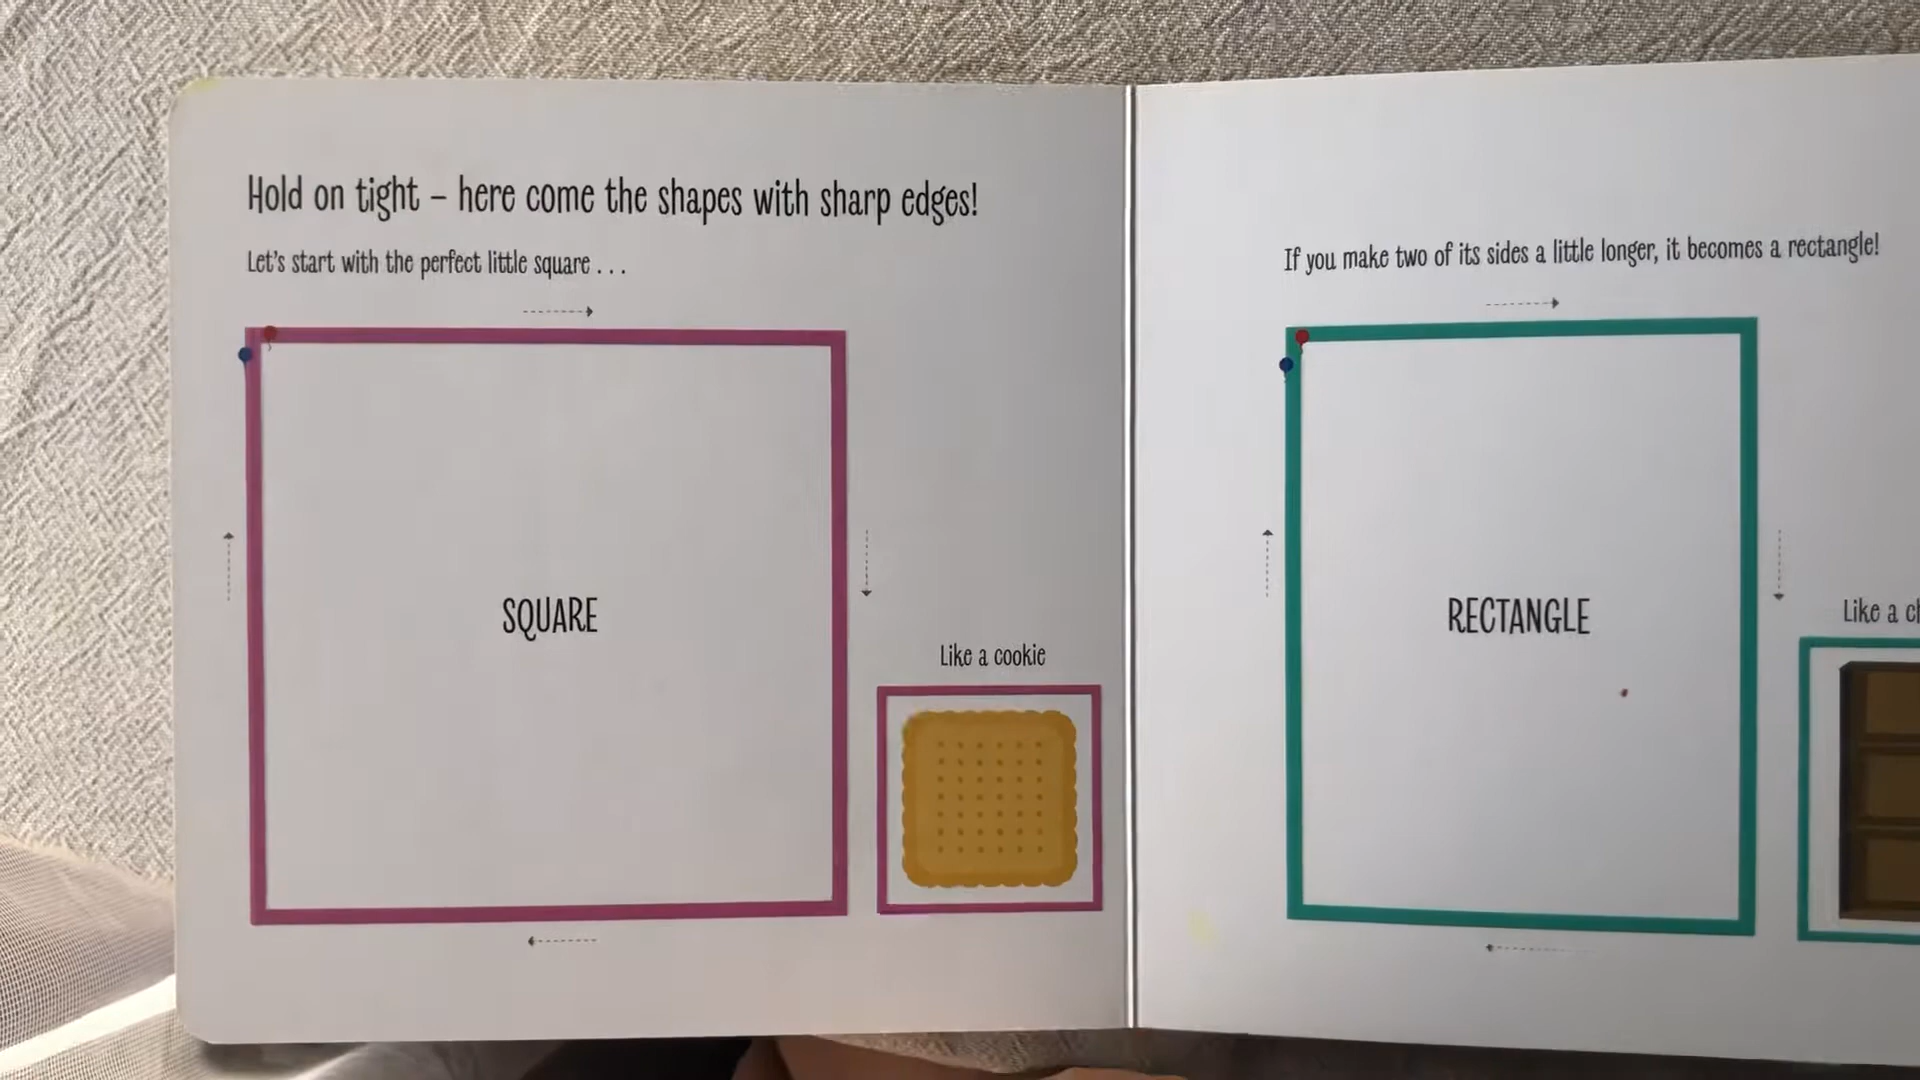 Hold on tight – here come the shapes with sharp edges!
Let's start with the perfect little square . . .
SQUARE
Like a cookie
If you make two of its sides a little longer, it becomes a rectangle!
RECTANGLE
Like a